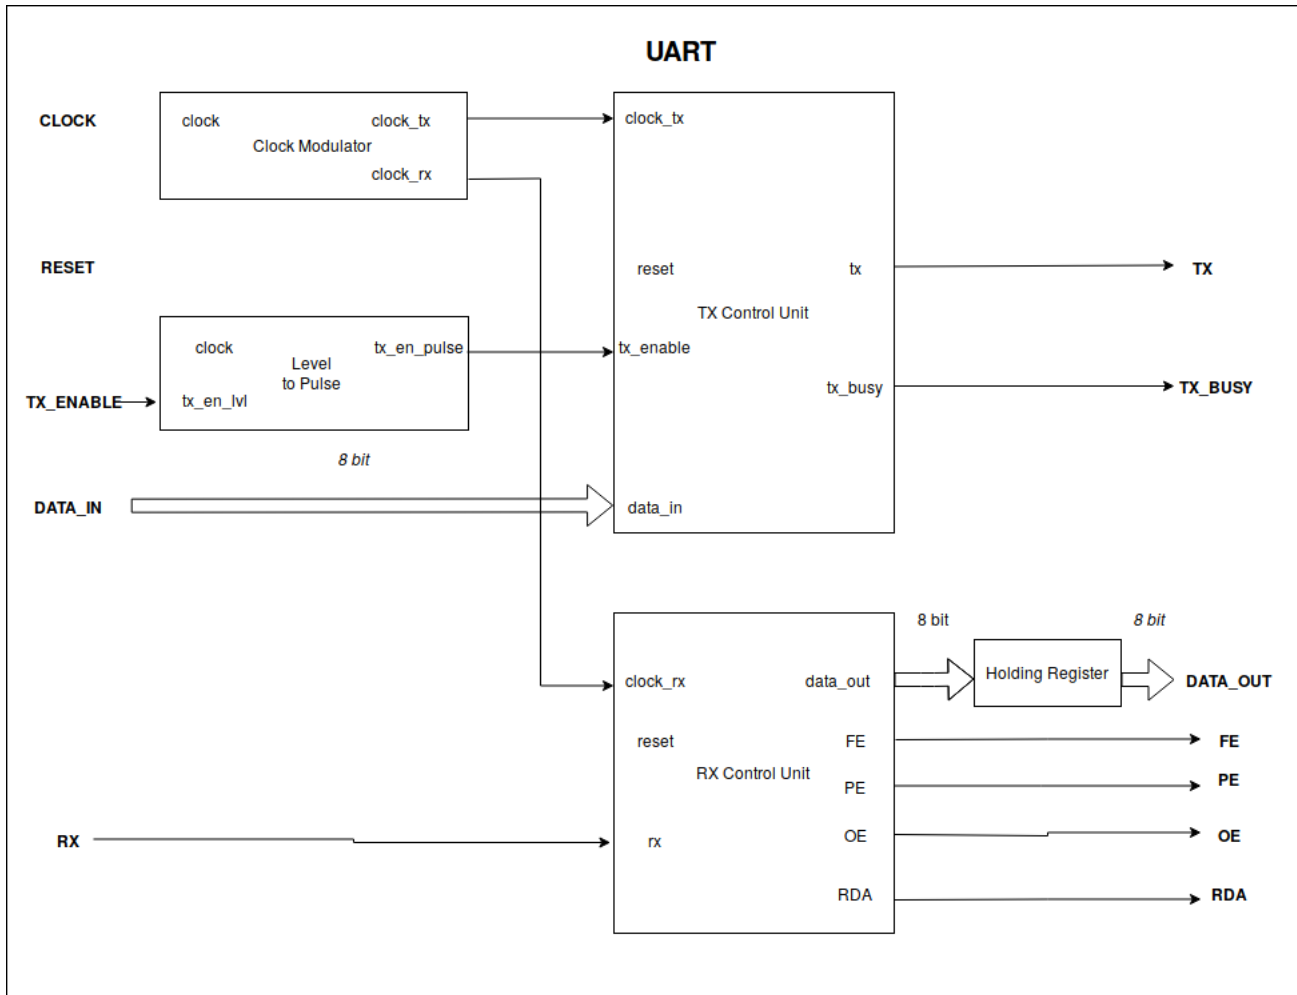 UART
CLOCK
clock
clock_tx
Clock Modulator
clock_rx
clock_tx
RESET
reset
tx
TX
TX Control Unit
clock
tx_en_pulse
Level
to Pulse
tx_enable
TX_ENABLE
tx_en_lvl
tx_busy
TX_BUSY
8 bit
DATA_IN
data_in
8 bit
8 bit
clock_rx
data_out
Holding Register
DATA_OUT
reset
FE
FE
RX Control Unit
PE
PE
RX
rx
OE
OE
RDA
RDA